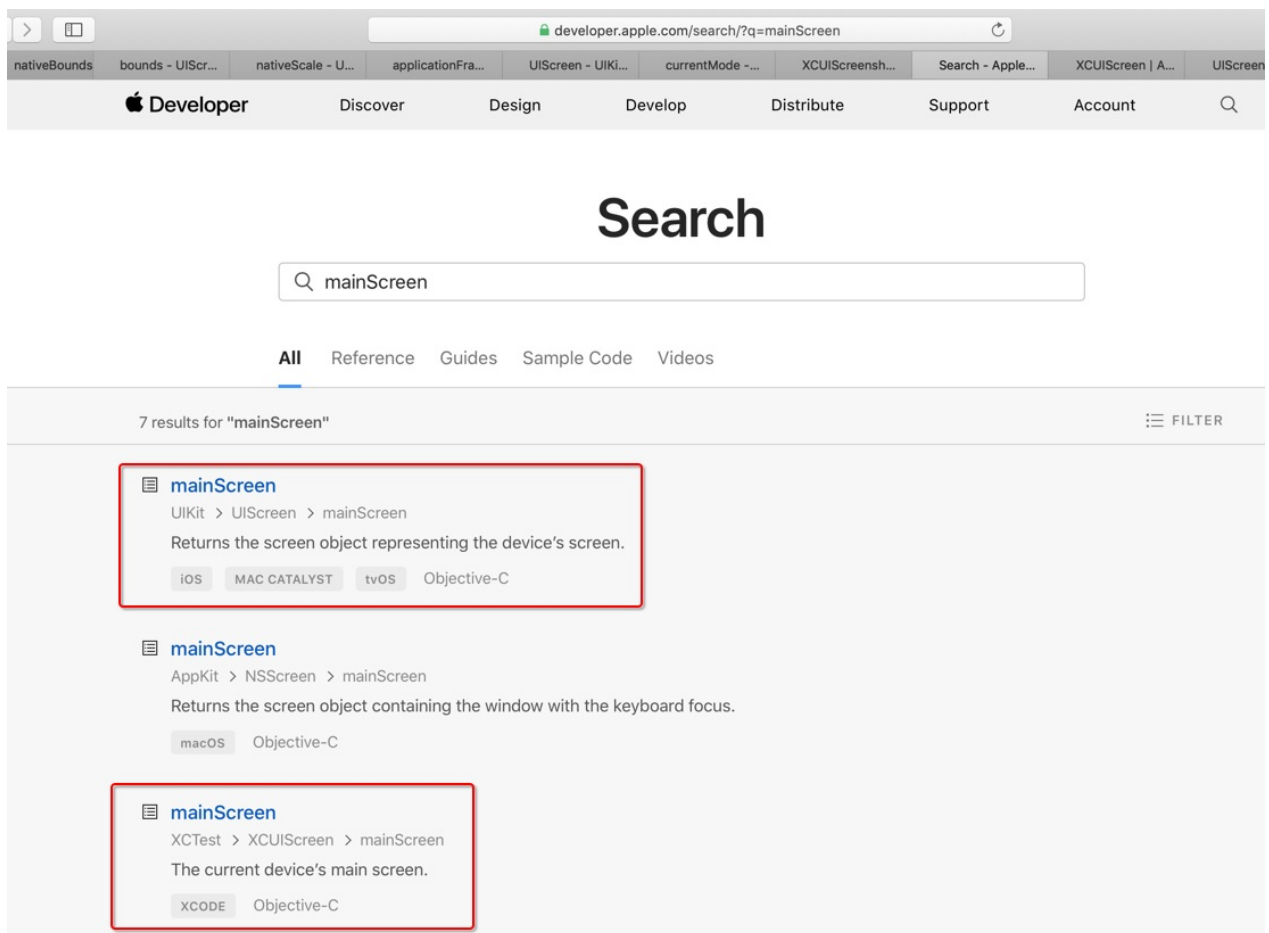 developer.apple.com/search/?q=mainScreen
nativeBounds bounds - UIScr... nativeScale - U... applicationFra... UIScreen - UIKi... currentMode -... XCUIScreensh... Search - Apple... XCUIScreen | A... UIScreen
Developer Discover Design Develop Distribute Support Account
Search
mainScreen
All Reference Guides Sample Code Videos
7 results for "mainScreen" FILTER
mainScreen
UIKit > UIScreen > mainScreen
Returns the screen object representing the device’s screen.
iOS MAC CATALYST tvOS Objective-C
mainScreen
AppKit > NSScreen > mainScreen
Returns the screen object containing the window with the keyboard focus.
macOS Objective-C
mainScreen
XCTest > XCUIScreen > mainScreen
The current device’s main screen.
XCODE Objective-C